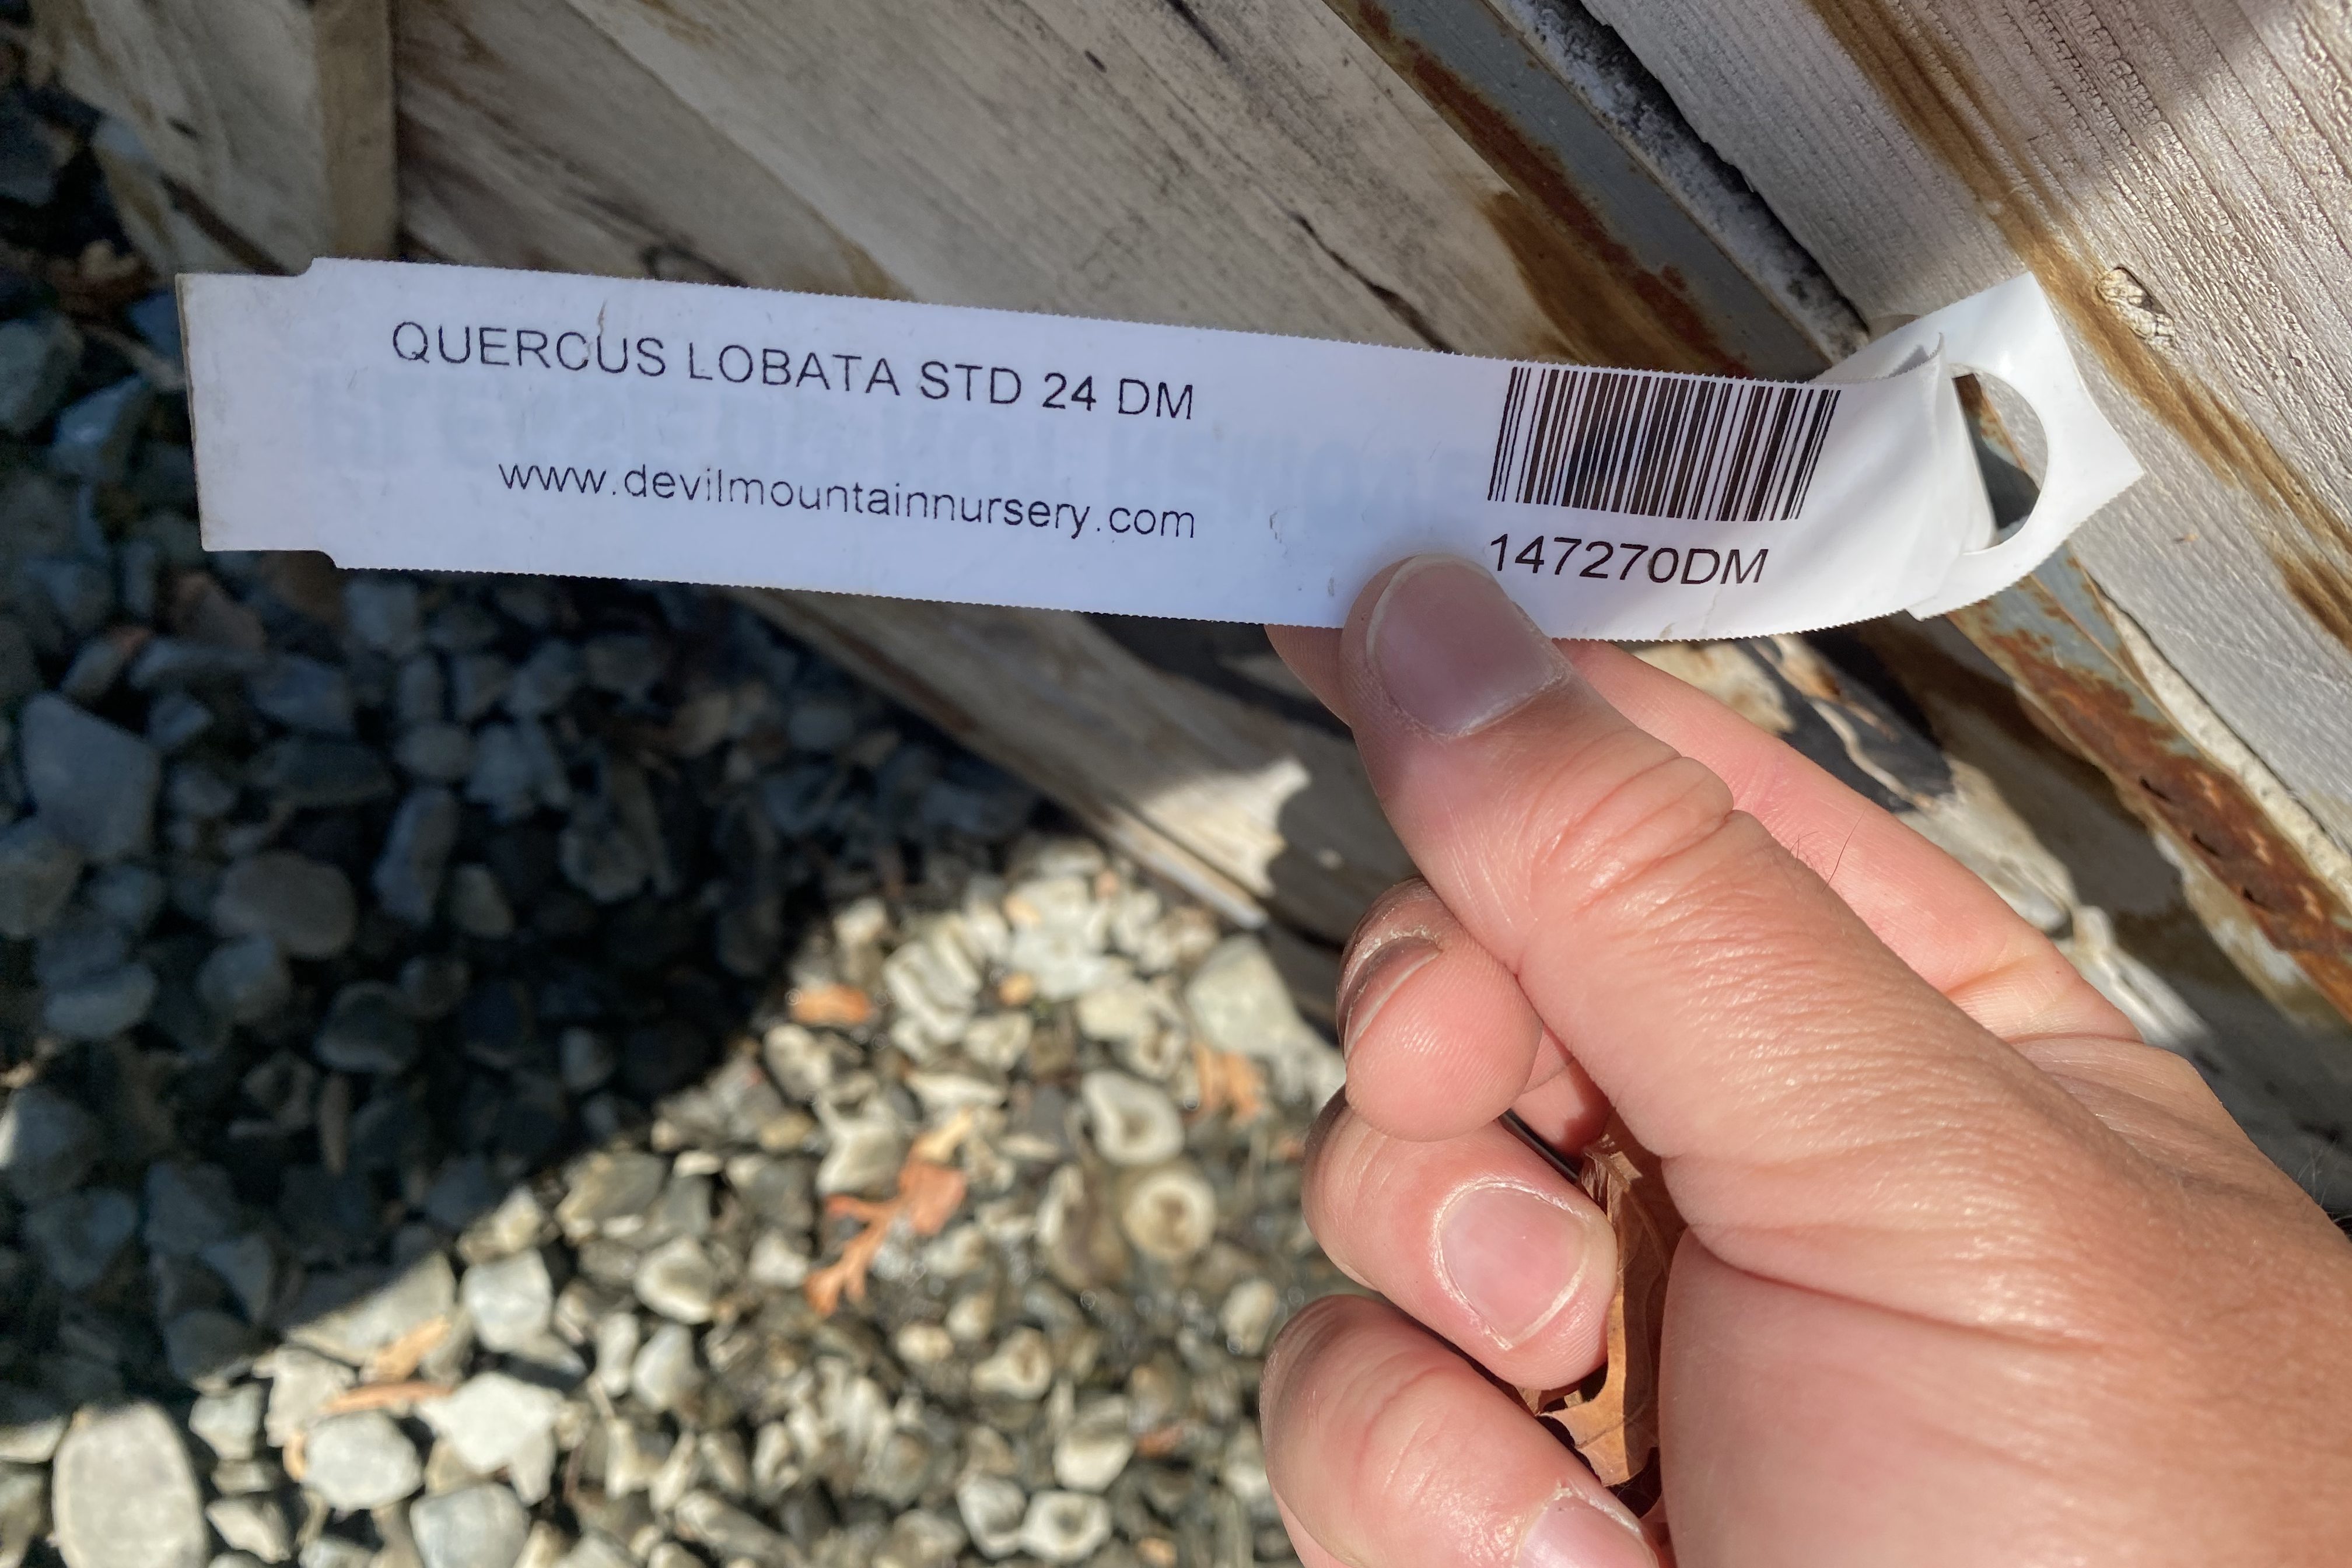 QUERCUS LOBATA STD 24 DM
www.devilmountainnursery.com
147270DM